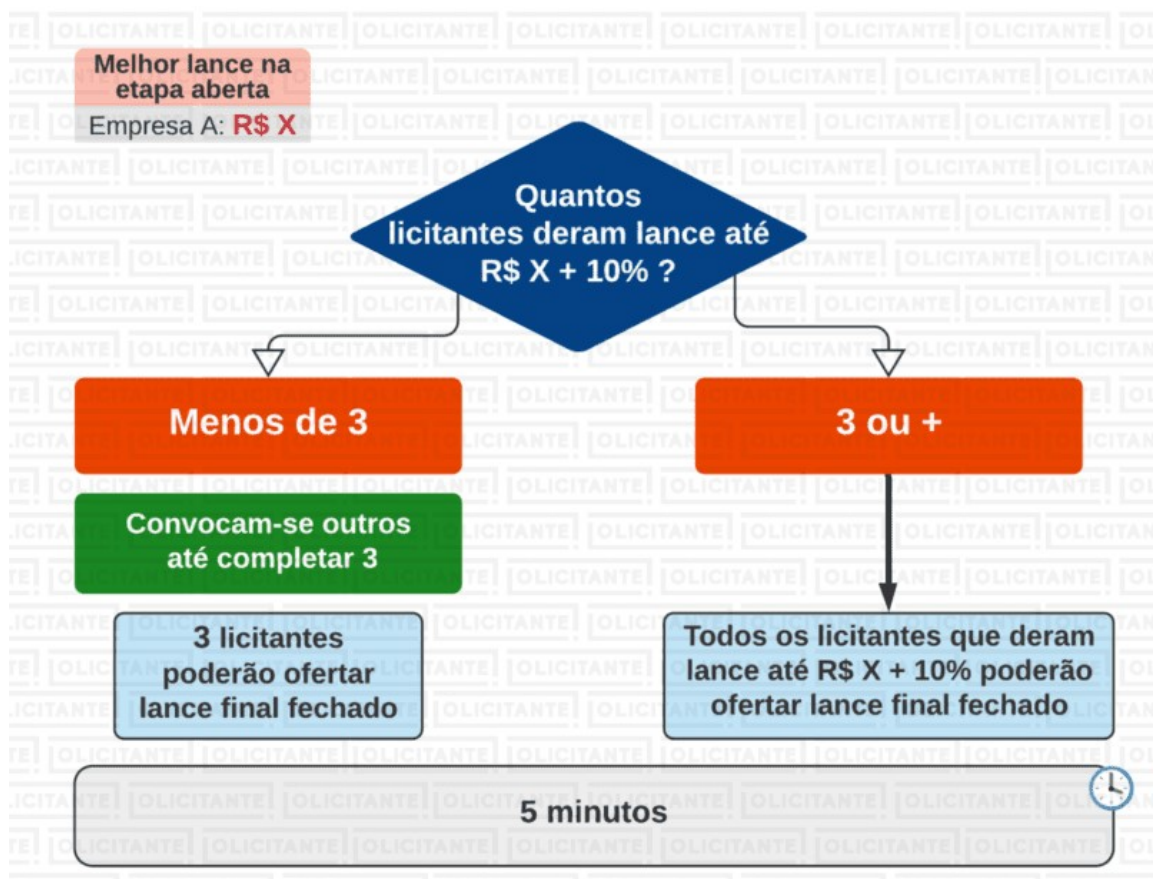 Melhor lance na
etapa aberta
Empresa A: R$ X
Quantos
licitantes deram lance até
R$ X + 10% ?
Menos de 3
3 ou +
Convocam-se outros
até completar 3
3 licitantes
poderão ofertar
lance final fechado
Todos os licitantes que deram
lance até R$ X + 10% poderão
ofertar lance final fechado
5 minutos